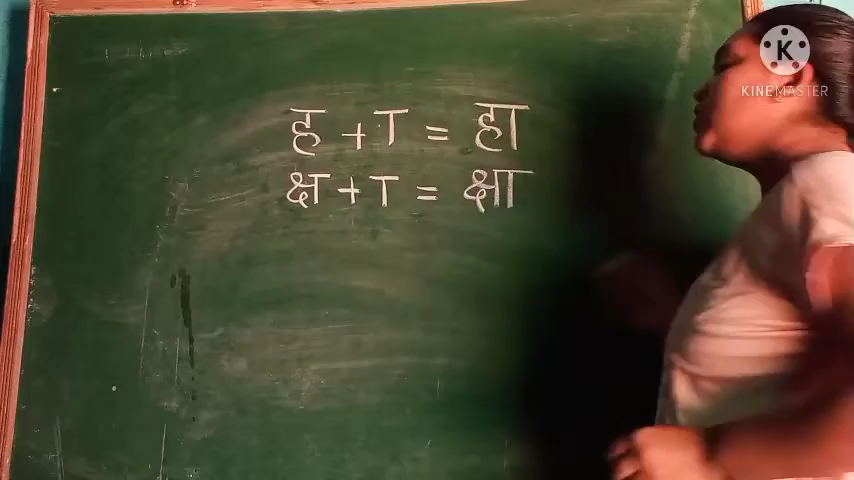 ह + ा = हा
क्ष + ा = क्षा
K
KINEMASTER